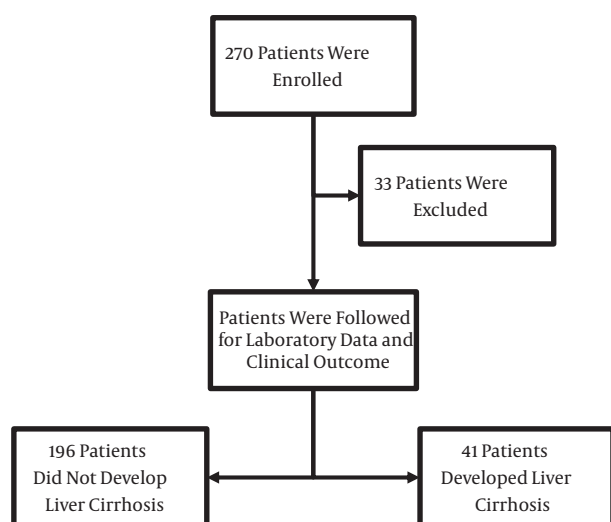 270 Patients Were
Enrolled
33 Patients Were
Excluded
Patients Were Followed
for Laboratory Data and
Clinical Outcome
196 Patients
Did Not Develop
Liver Cirrhosis
41 Patients
Developed Liver
Cirrhosis